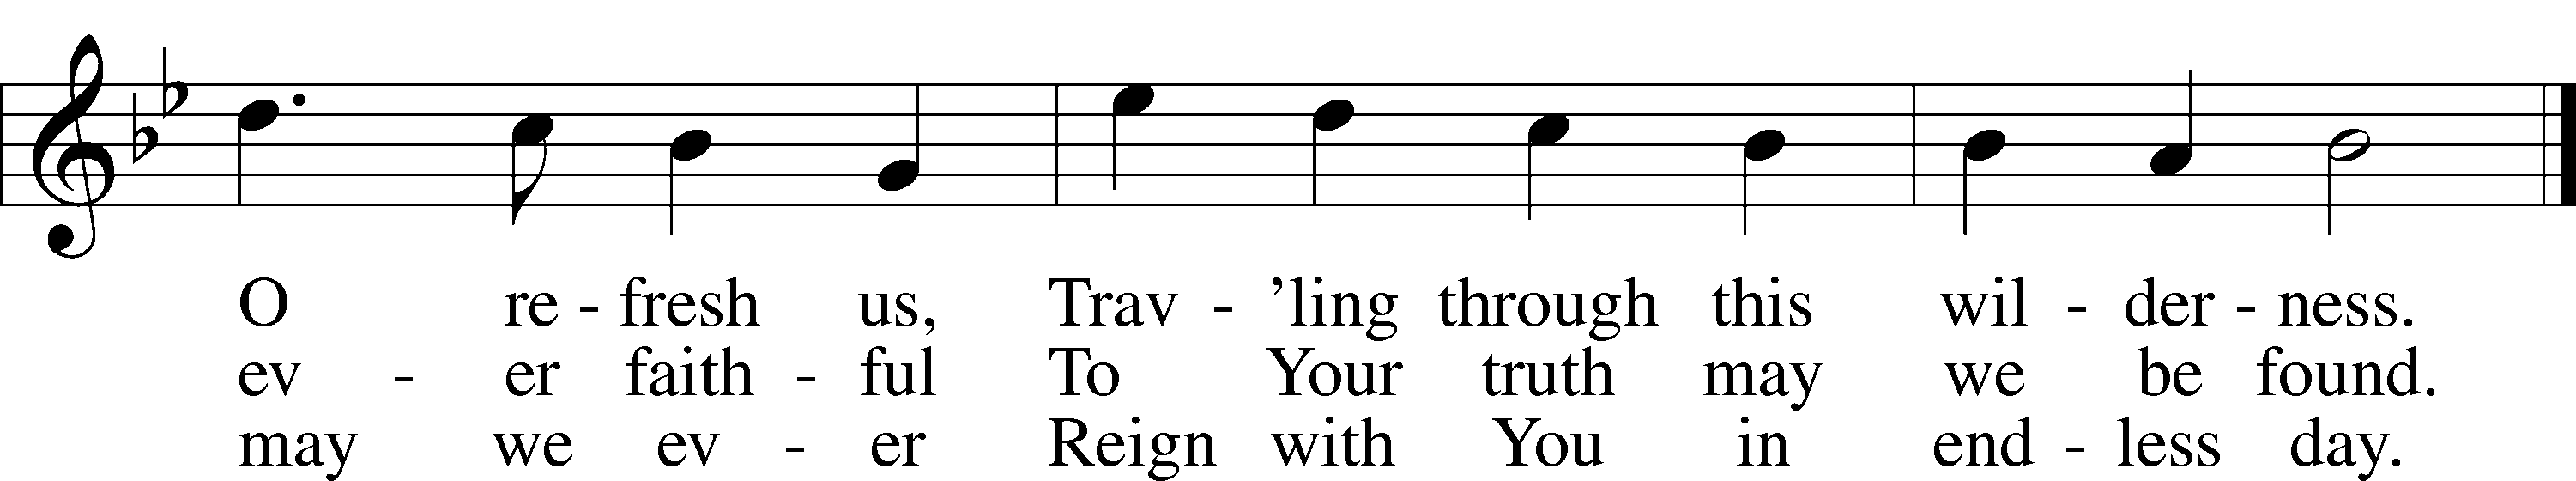 O re - fresh us, Trav - ’ling through this wil - der - ness.
ev - er faith - ful To Your truth may we be found.
may we ev - er Reign with You in end - less day.